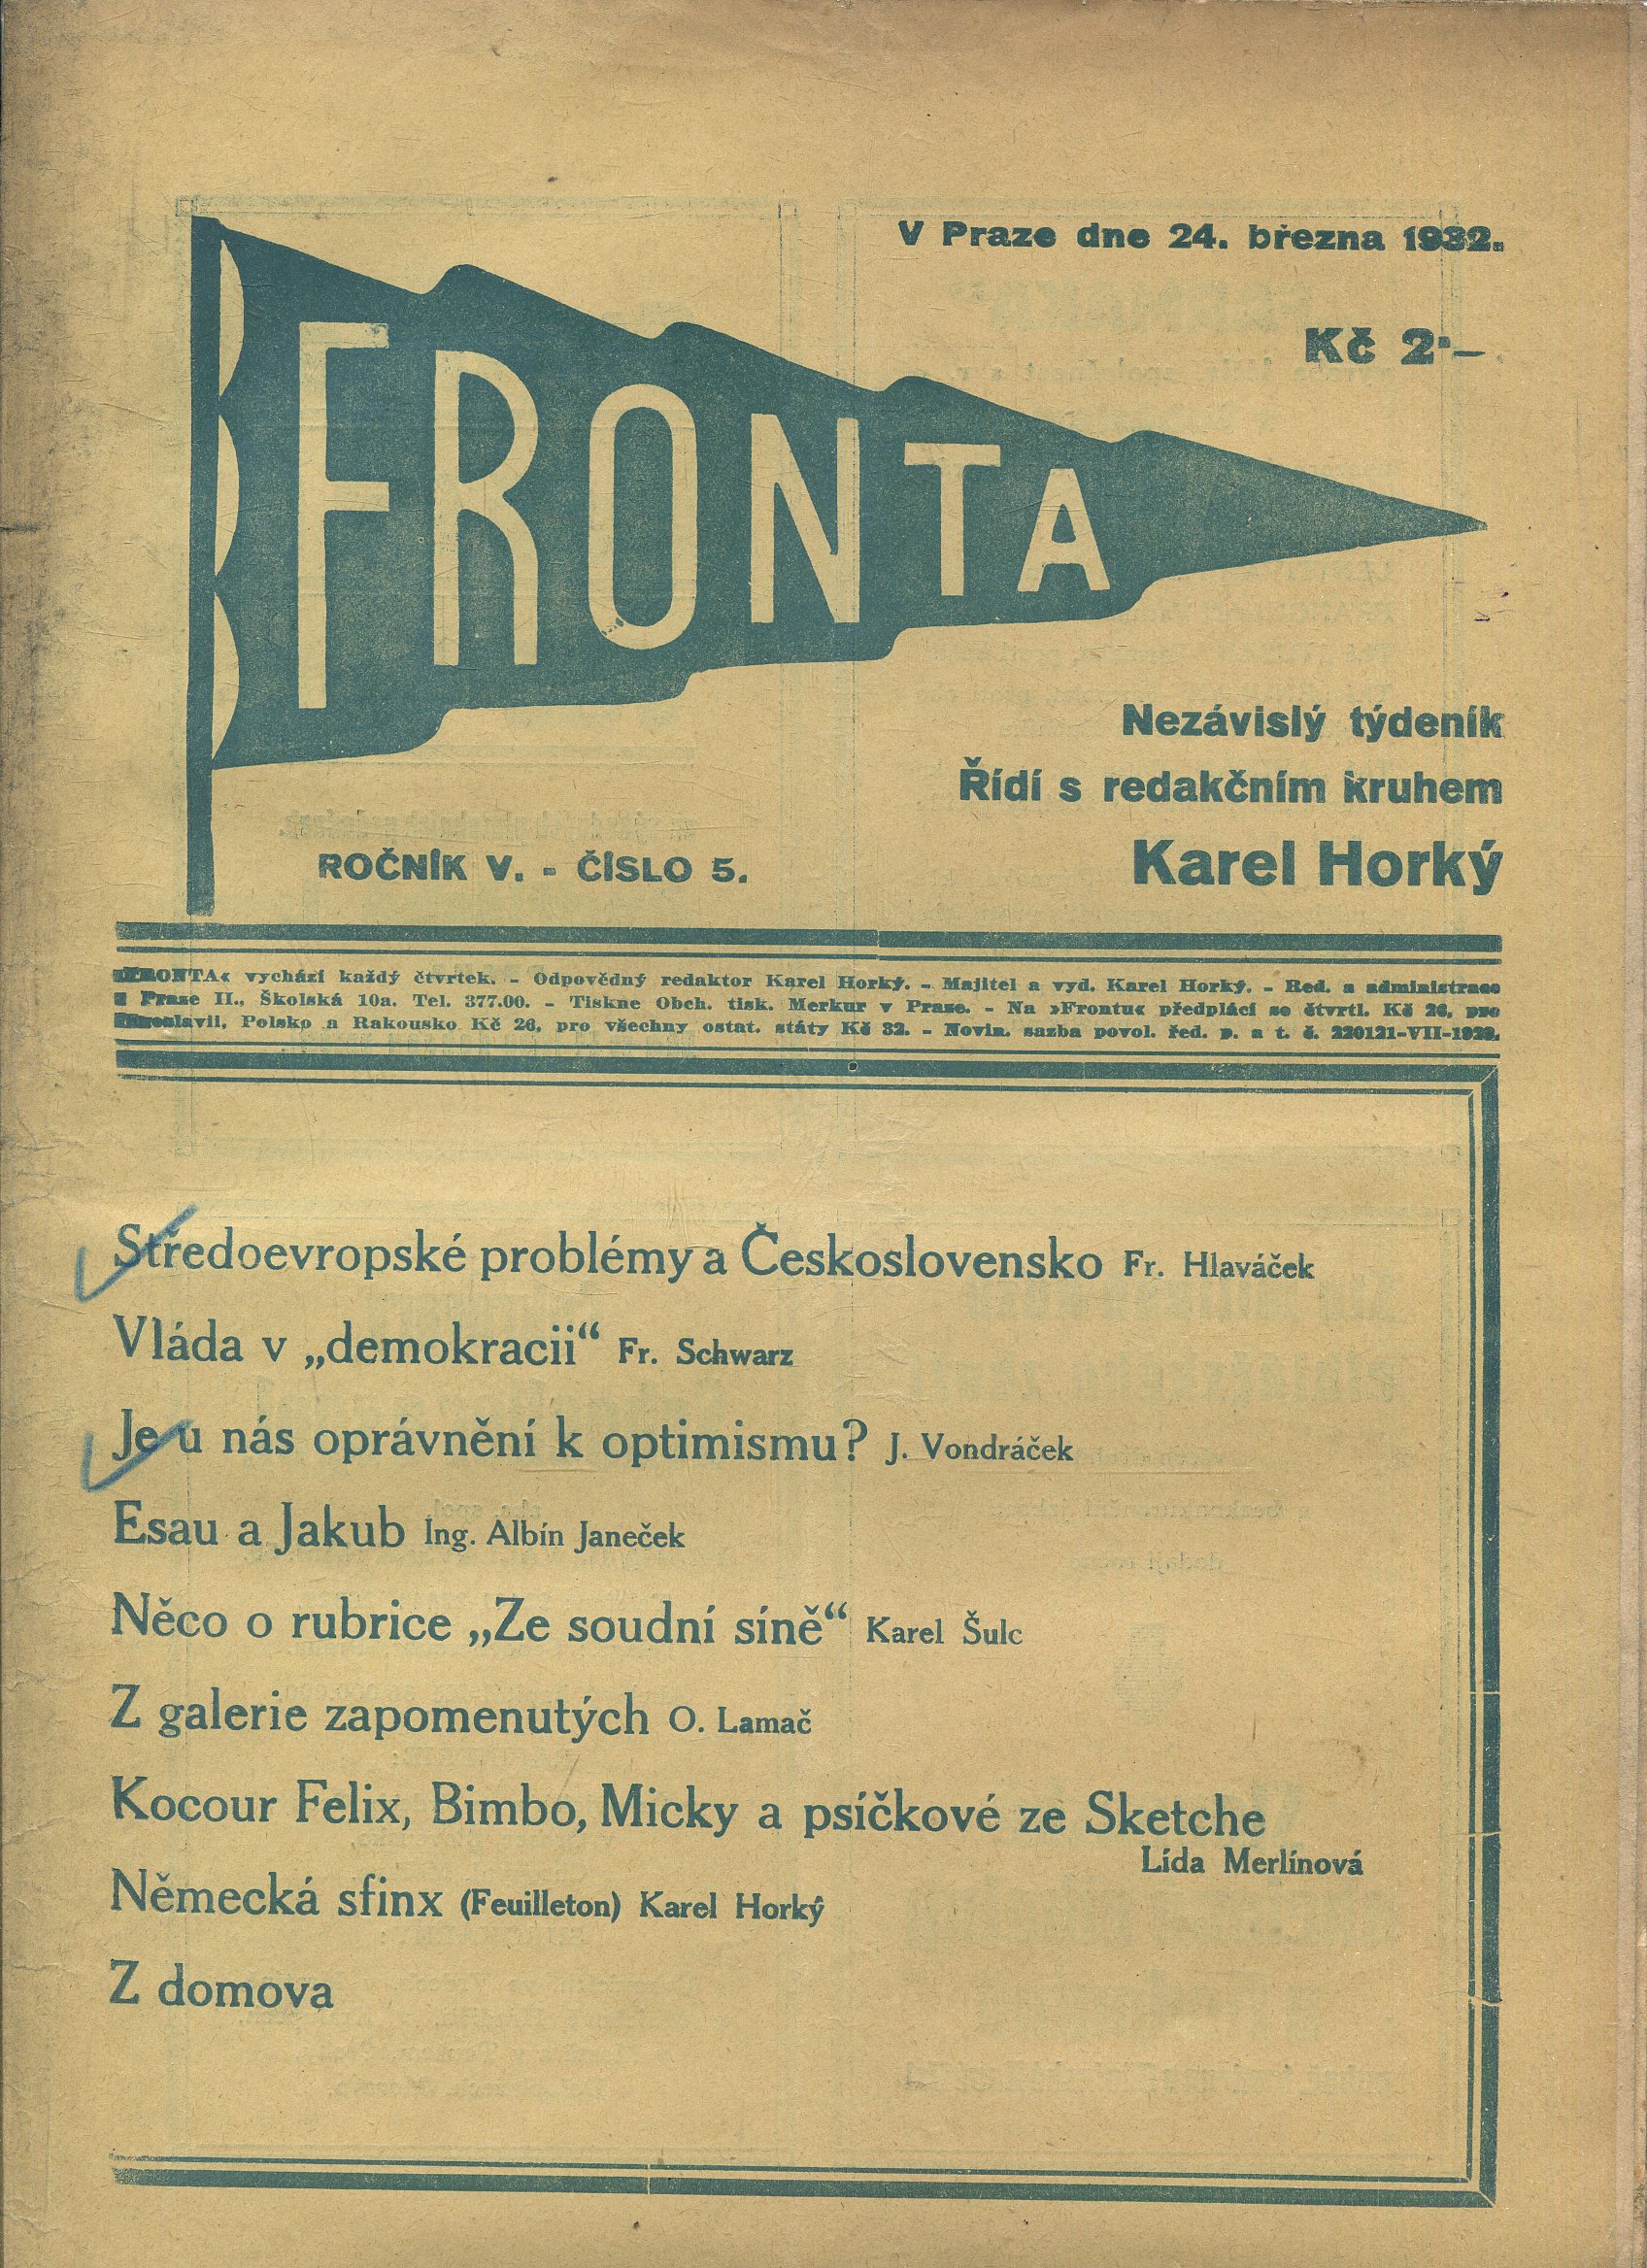 V Praze dne 24. března 1932.
Kč 2·—
FRONTA
Nezávislý týdeník
Řídí s redakčním kruhem
Karel Horký
ROČNÍK V. - ČÍSLO 5.
»FRONTA« vychází každý čtvrtek. - Odpovědný redaktor Karel Horký. - Majitel a vyd. Karel Horký. - Red. a administrace
v Praze II., Školská 10a. Tel. 377.00. - Tiskne Obch. tisk. Merkur v Praze. - Na »Frontu« předplácí se čtvrtl. Kč 26, pro
Polsko a Rakousko Kč 26, pro všechny ostat. státy Kč 32. - Novin. sazba povol. řed. p. a t. č. 220121-VII-
Středoevropské problémy a Československo Fr. Hlaváček
Vláda v „demokracii“ Fr. Schwarz
Je u nás oprávnění k optimismu? J. Vondráček
Esau a Jakub Ing. Albín Janeček
Něco o rubrice „Ze soudní síně“ Karel Šulc
Z galerie zapomenutých O. Lamač
Kocour Felix, Bimbo, Micky a psíčkové ze Sketche
Lída Merlínová
Německá sfinx (Feuilleton) Karel Horký
Z domova